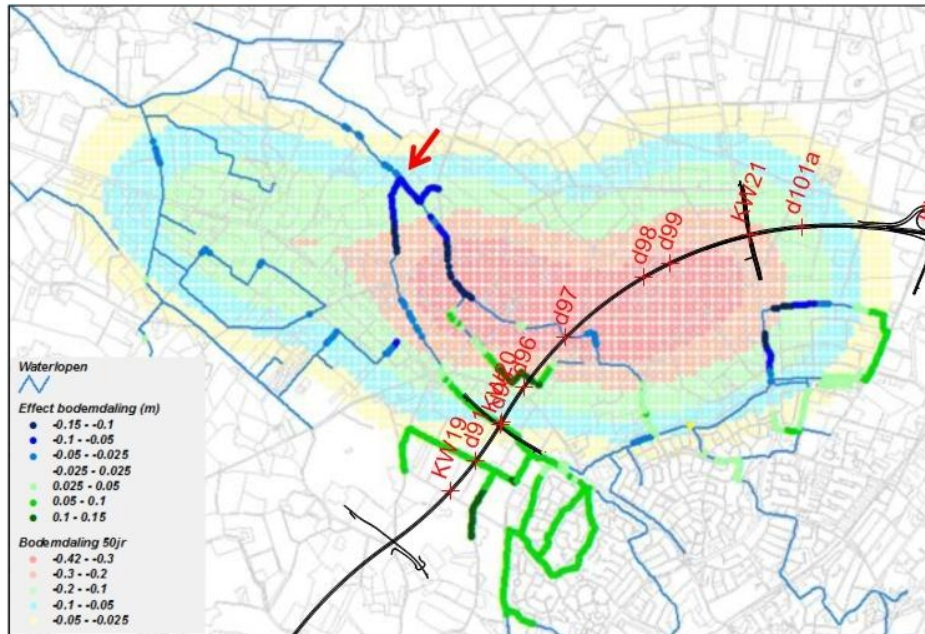 KW21
d101a
d98
d99
d97
d96
KW20
d91
KW19
Waterlopen
Effect bodemdaling (m)
-0.15 - -0.1
-0.1 - -0.05
-0.05 - -0.025
-0.025 - 0.025
0.025 - 0.05
0.05 - 0.1
0.1 - 0.15
Bodemdaling 50jr
-0.42 - -0.3
-0.3 - -0.2
-0.2 - -0.1
-0.1 - -0.05
-0.05 - -0.025